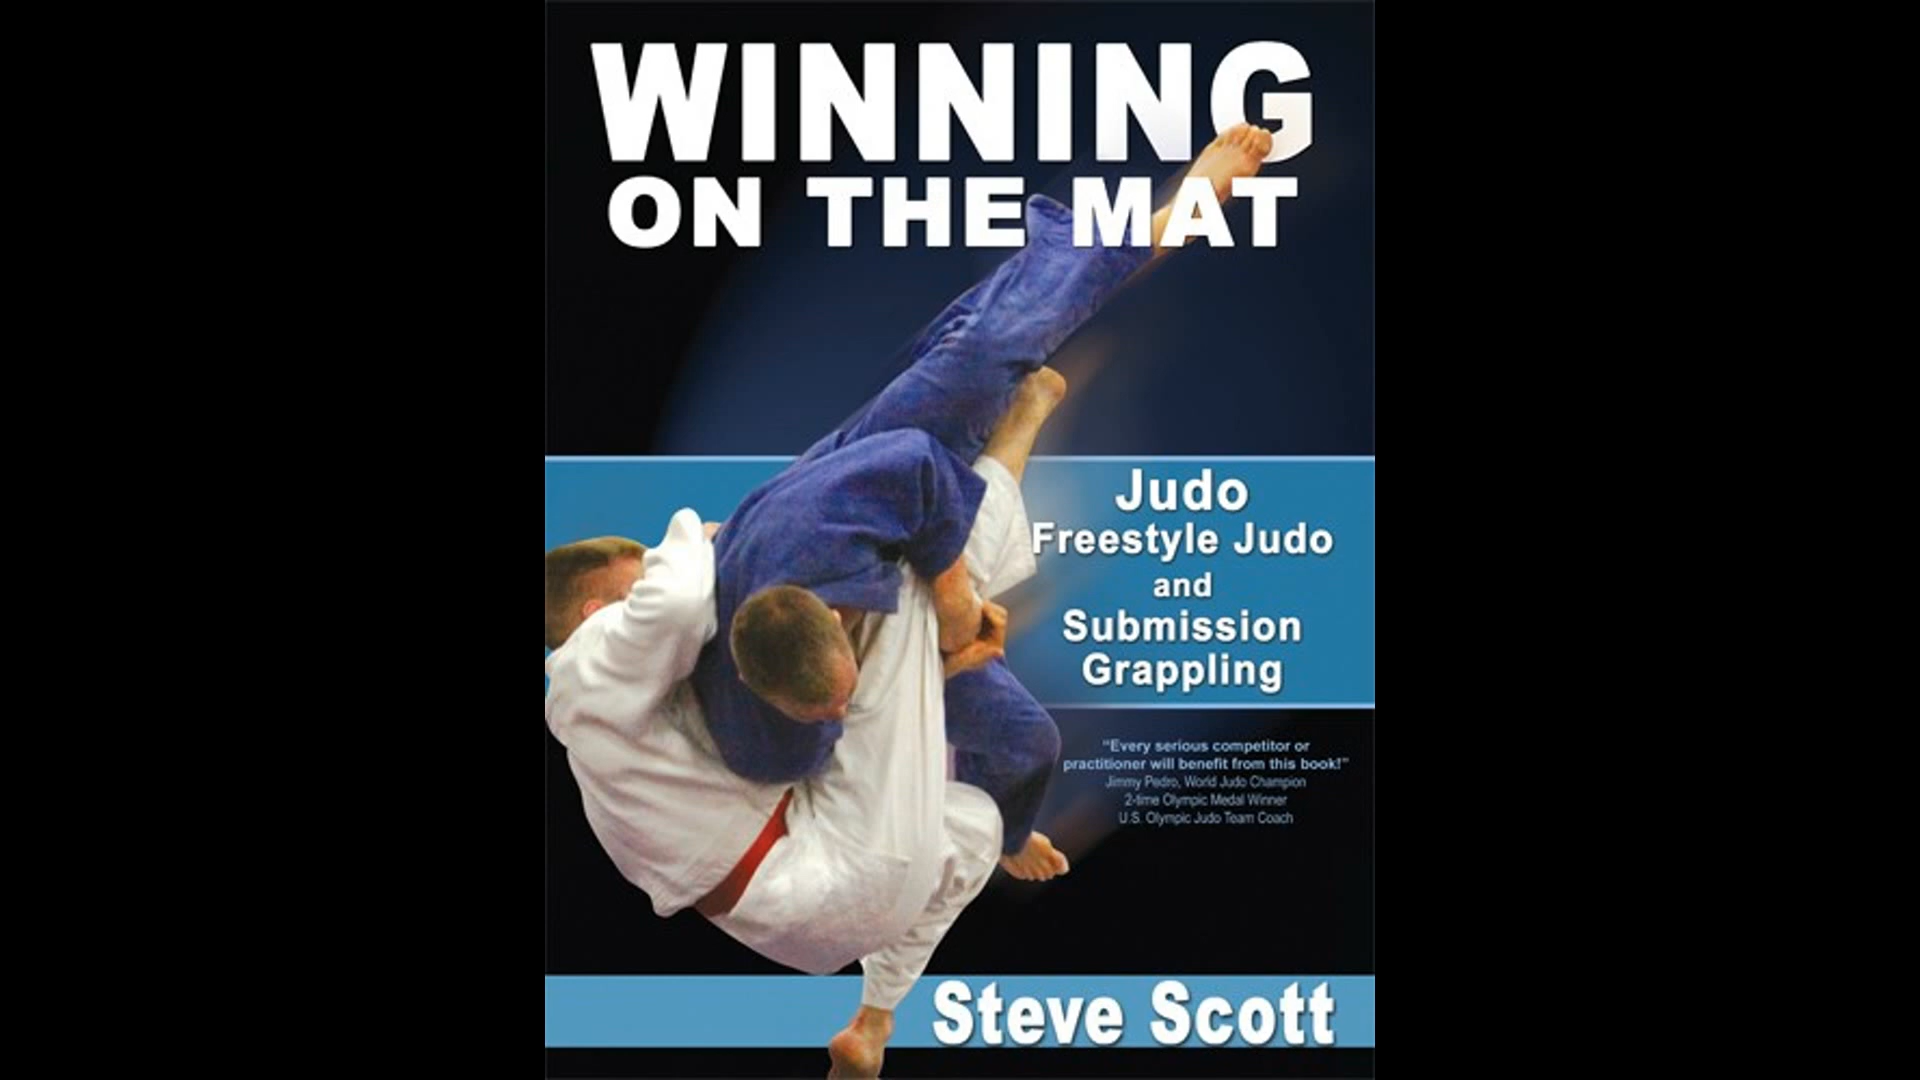 WINNING
ON THE MAT
Judo
Freestyle Judo
and
Submission
Grappling
“Every serious competitor or
practitioner will benefit from this book!”
Jimmy Pedro, World Judo Champion
2-time Olympic Medal Winner
U.S. Olympic Judo Team Coach
Steve Scott